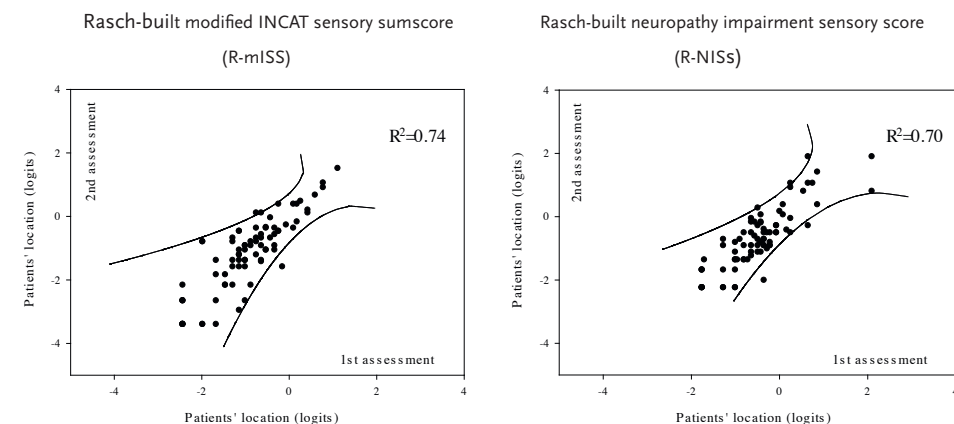 Rasch-built modified INCAT sensory sumscore
(R-mISS)
4
2
0
-2
-4
-4
-2
0
2
4
2nd assessment
R²=0.74
1st assessment
Patients' location (logits)
Patients' location (logits)
Rasch-built neuropathy impairment sensory score
(R-NISs)
4
2
0
-2
-4
-4
-2
0
2
4
2nd assessment
R²=0.70
1st assessment
Patients' location (logits)
Patients' location (logits)